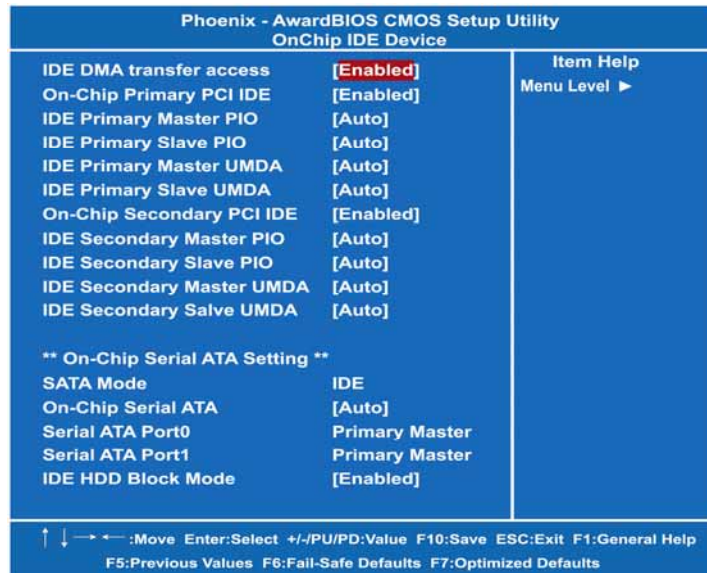 Phoenix - AwardBIOS CMOS Setup Utility
OnChip IDE Device
IDE DMA transfer access [Enabled]
On-Chip Primary PCI IDE [Enabled]
IDE Primary Master PIO [Auto]
IDE Primary Slave PIO [Auto]
IDE Primary Master UMDA [Auto]
IDE Primary Slave UMDA [Auto]
On-Chip Secondary PCI IDE [Enabled]
IDE Secondary Master PIO [Auto]
IDE Secondary Slave PIO [Auto]
IDE Secondary Master UMDA [Auto]
IDE Secondary Salve UMDA [Auto]
** On-Chip Serial ATA Setting **
SATA Mode IDE
On-Chip Serial ATA [Auto]
Serial ATA Port0 Primary Master
Serial ATA Port1 Primary Master
IDE HDD Block Mode [Enabled]
Item Help
Menu Level ►
↑ ↓ → ← :Move Enter:Select +/-/PU/PD:Value F10:Save ESC:Exit F1:General Help
F5:Previous Values F6:Fail-Safe Defaults F7:Optimized Defaults